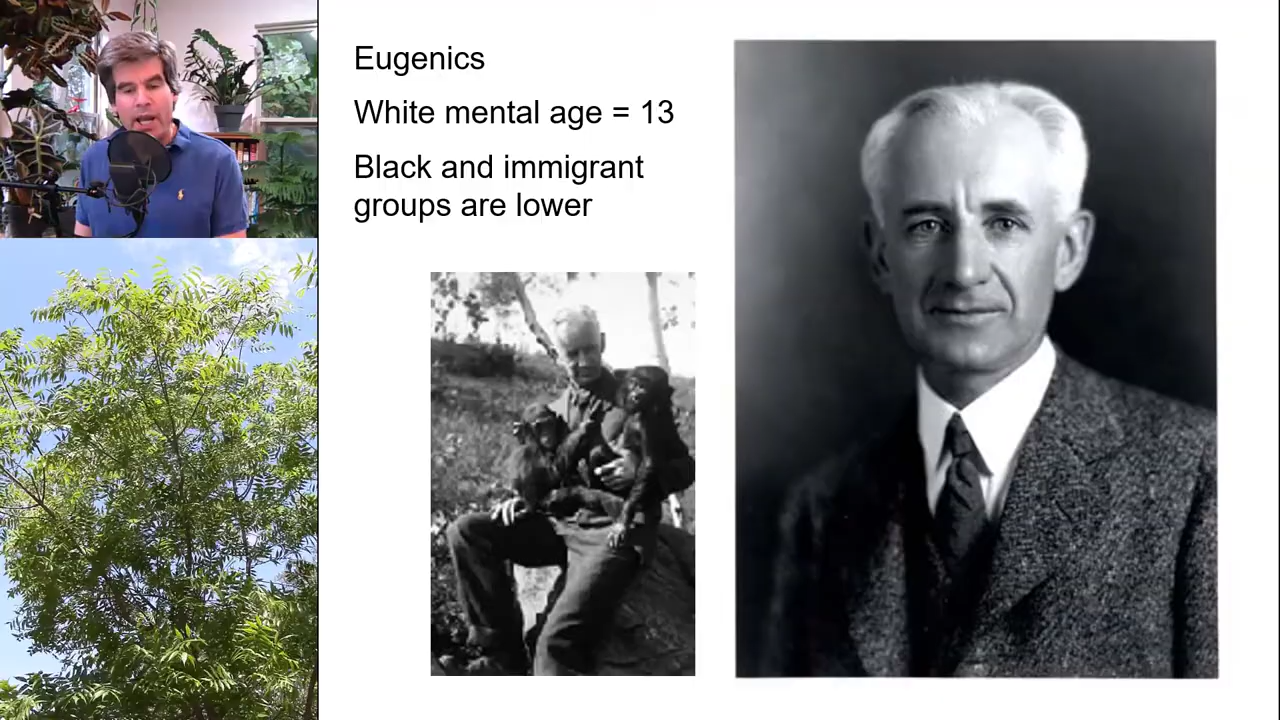 Eugenics
White mental age = 13
Black and immigrant
groups are lower